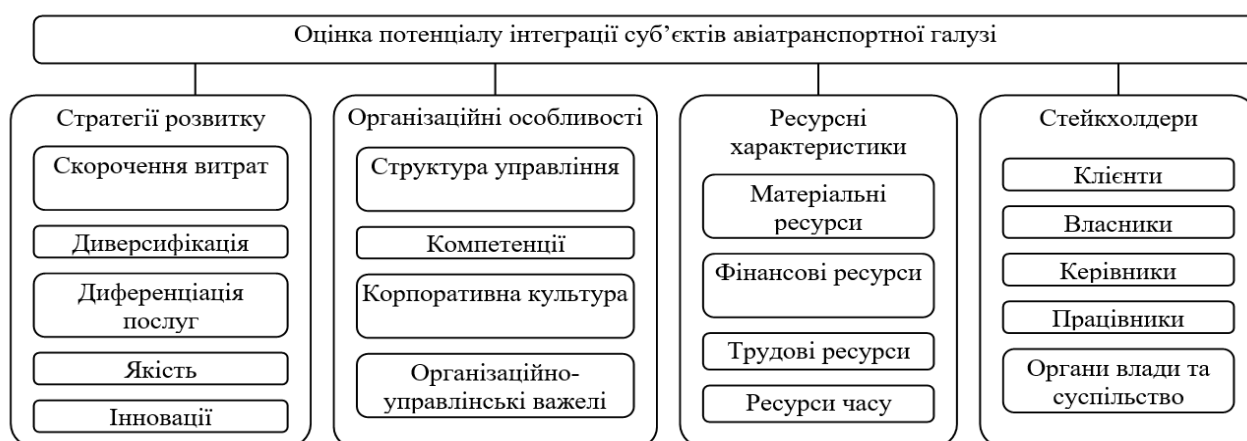 Оцінка потенціалу інтеграції суб’єктів авіатранспортної галузі
Стратегії розвитку
Скорочення витрат
Диверсифікація
Диференціація
послуг
Якість
Інновації
Організаційні особливості
Структура управління
Компетенції
Корпоративна культура
Організаційно-
управлінські важелі
Ресурсні
характеристики
Матеріальні
ресурси
Фінансові ресурси
Трудові ресурси
Ресурси часу
Стейкхолдери
Клієнти
Власники
Керівники
Працівники
Органи влади та
суспільство